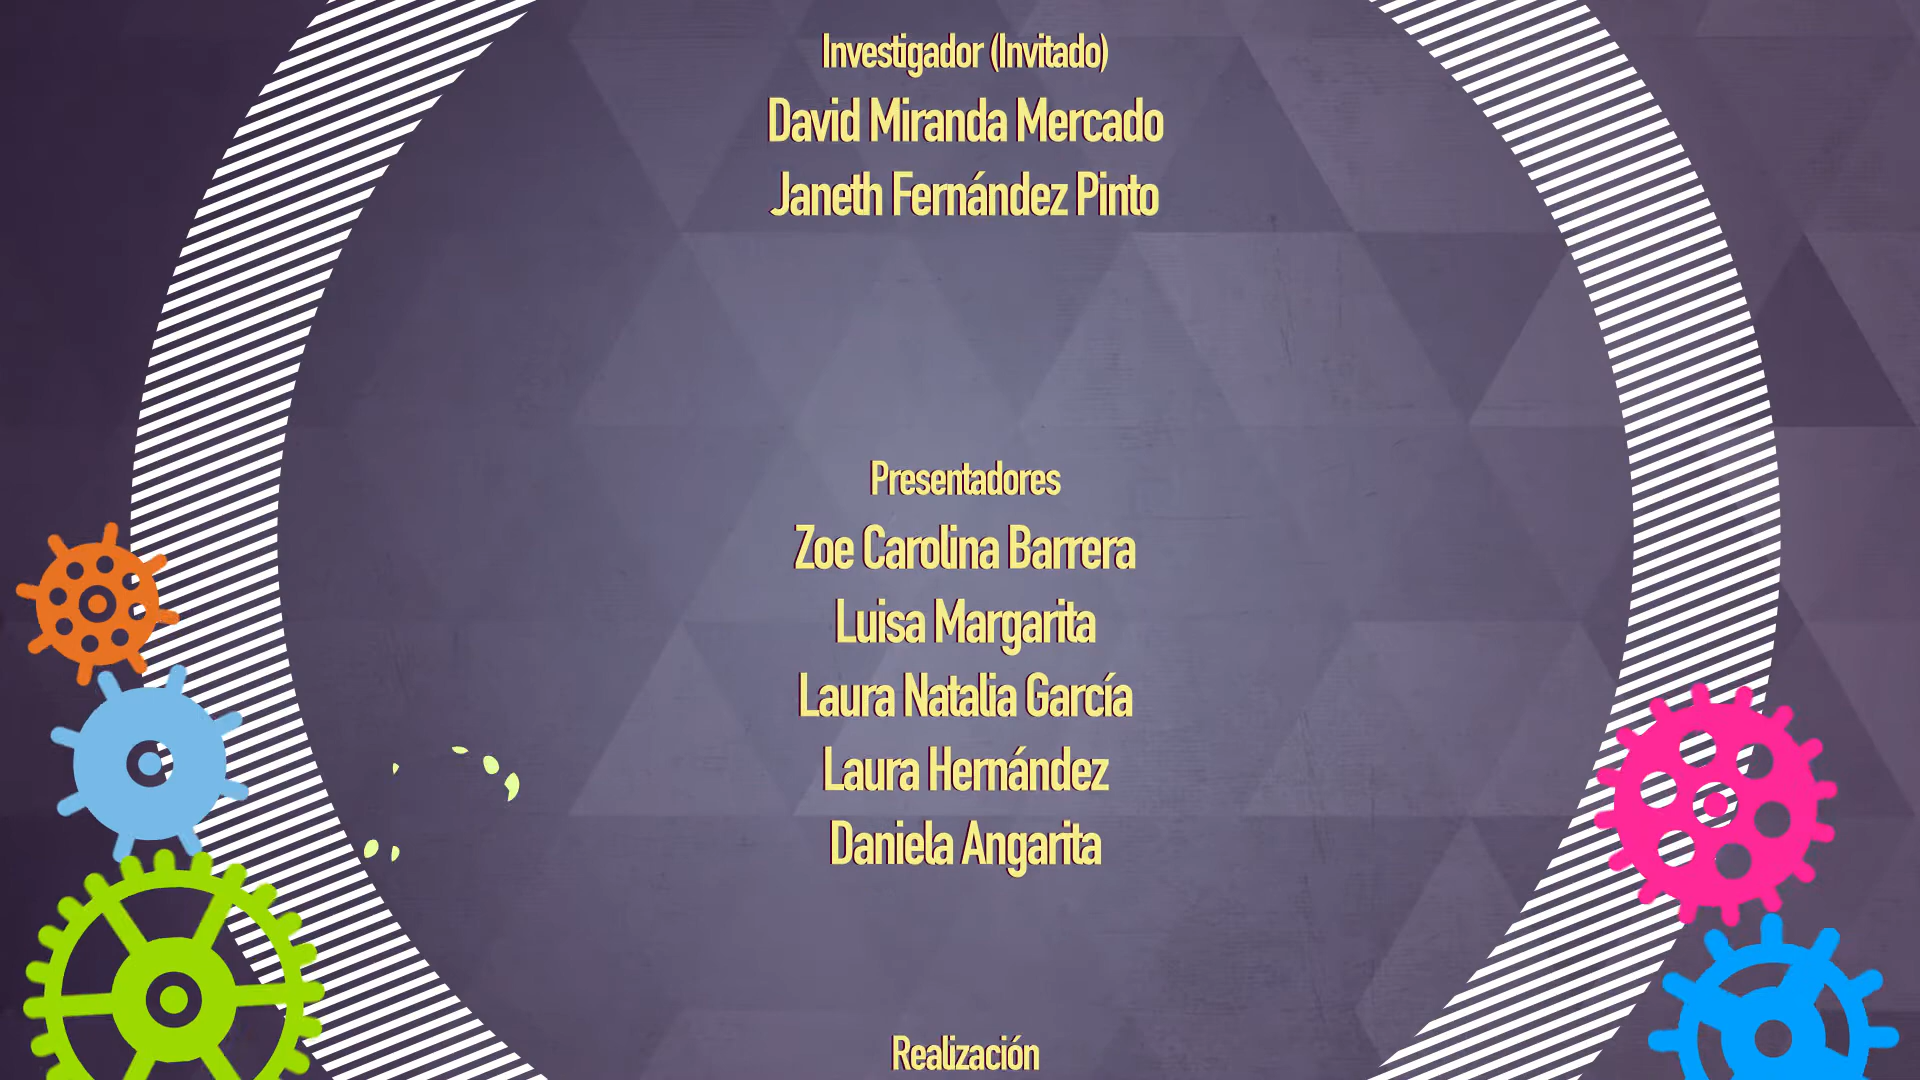 Investigador (Invitado)
David Miranda Mercado
Janeth Fernández Pinto
Presentadores
Zoe Carolina Barrera
Luisa Margarita
Laura Natalia García
Laura Hernández
Daniela Angarita
Realización